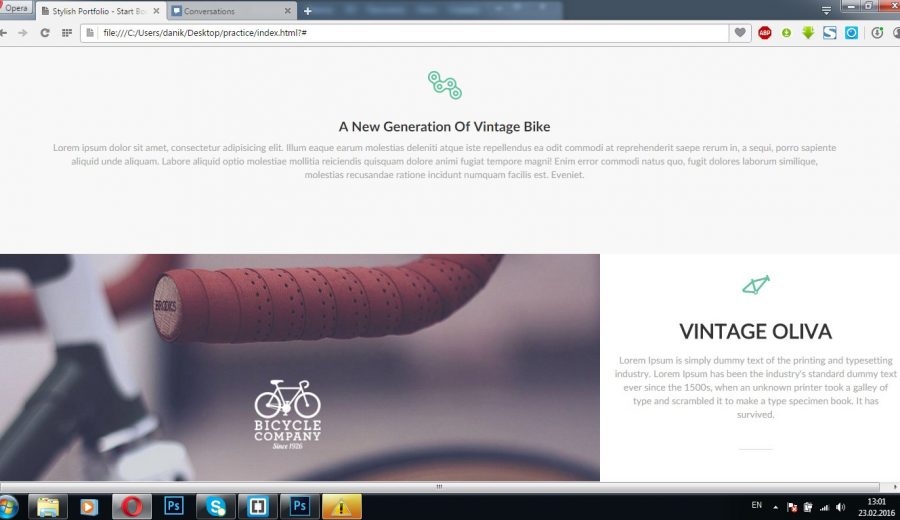 Opera
Stylish Portfolio - Start Bo
Conversations
file:///C:/Users/danik/Desktop/practice/index.html?#
ABP
A New Generation Of Vintage Bike
Lorem ipsum dolor sit amet, consectetur adipisicing elit. Illum eaque earum molestias deleniti atque iste repellendus ea odit commodi at reprehenderit saepe rerum in, a sequi, porro sapiente
aliquid unde aliquam. Labore aliquid optio molestiae mollitia reiciendis quisquam dolore animi fugiat tempore magni! Enim error commodi natus quo, fugit dolores laborum similique,
molestias recusandae ratione incidunt numquam facilis est. Eveniet.
BROOKS
BICYCLE
COMPANY
Since 1926
VINTAGE OLIVA
Lorem Ipsum is simply dummy text of the printing and typesetting
industry. Lorem Ipsum has been the industry's standard dummy text
ever since the 1500s, when an unknown printer took a galley of
type and scrambled it to make a type specimen book. It has
survived.
Ps
Ps
EN
13:01
23.02.2016